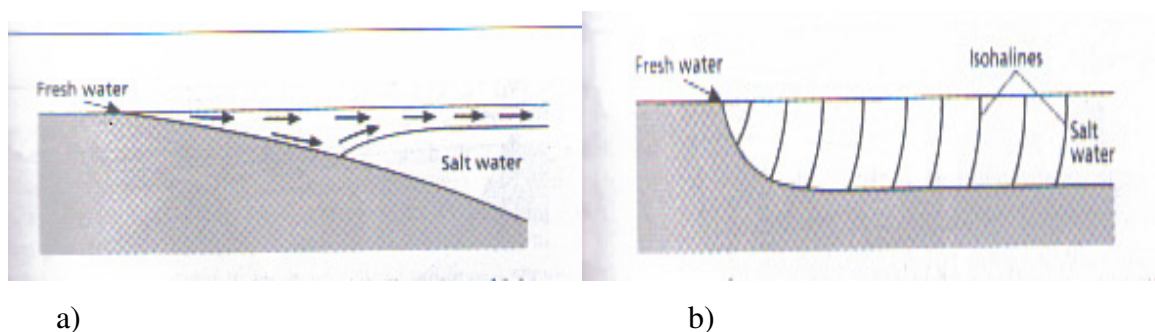 Fresh water
Salt water
a)
Isohalines
Fresh water
Salt
water
b)